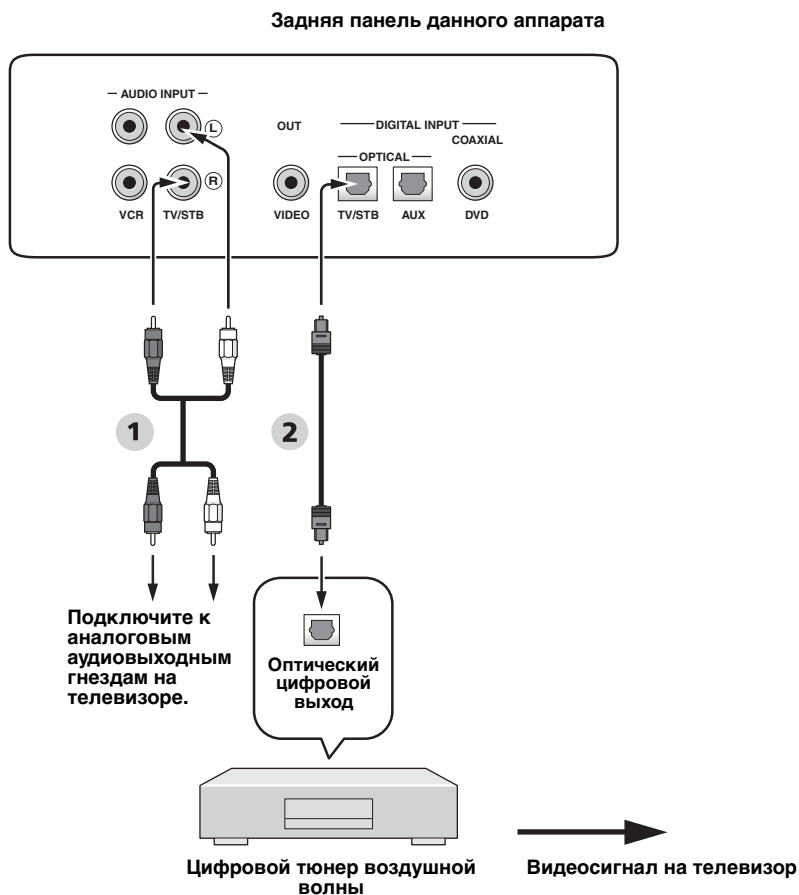 Задняя панель данного аппарата
AUDIO INPUT
L
OUT
DIGITAL INPUT
COAXIAL
OPTICAL
R
VCR
TV/STB
VIDEO
TV/STB
AUX
DVD
1
2
Подключите к
аналоговым
аудиовыходным
гнездам на
телевизоре.
Оптический
цифровой
выход
Цифровой тюнер воздушной
волны
Видеосигнал на телевизор